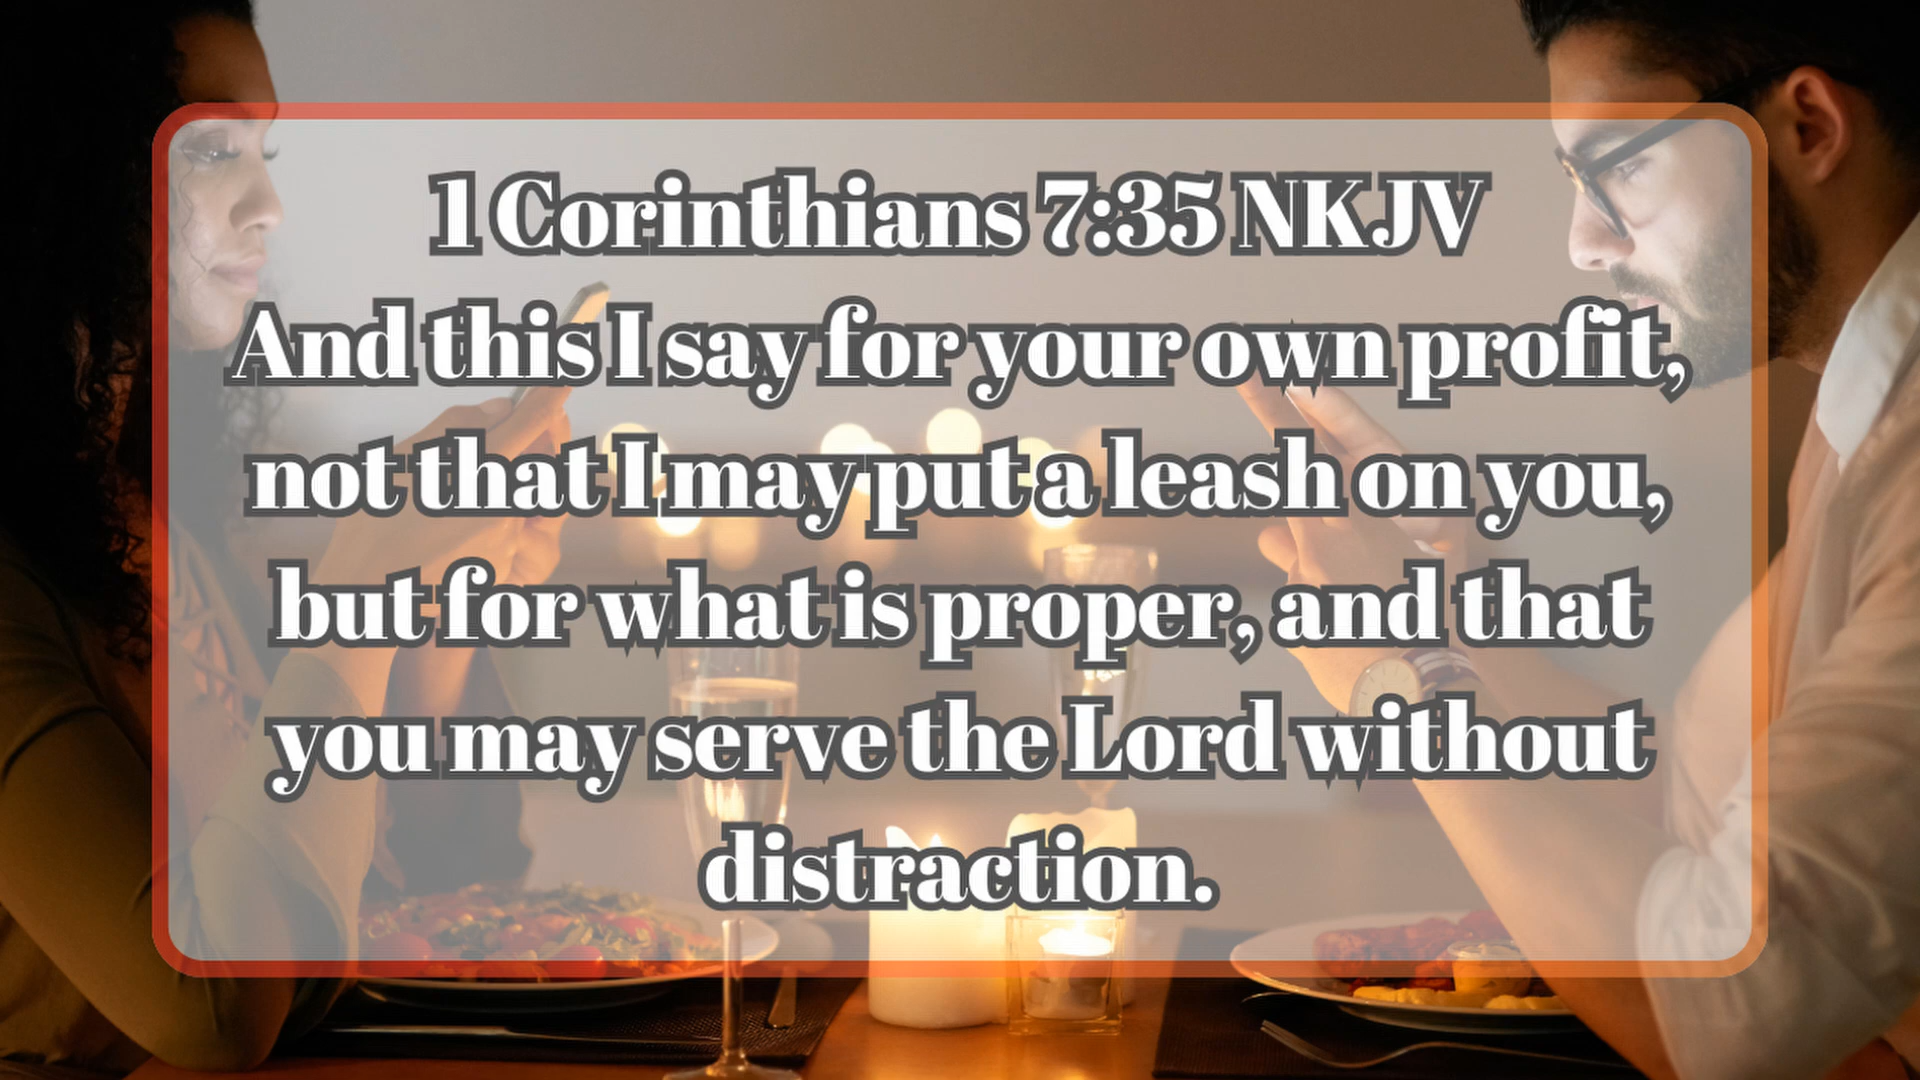 1 Corinthians 7:35 NKJV
And this I say for your own profit,
not that I may put a leash on you,
but for what is proper, and that
you may serve the Lord without
distraction.